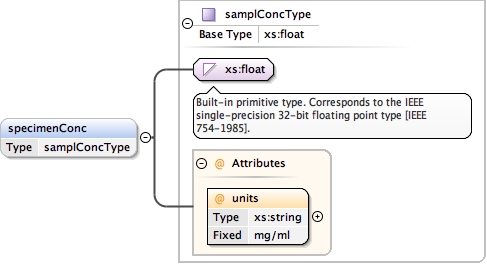 samplConcType
Base Type xs:float
xs:float
Built-in primitive type. Corresponds to the IEEE
single-precision 32-bit floating point type [IEEE
754-1985].
specimenConc
Type samplConcType
@ Attributes
@ units
Type xs:string
Fixed mg/ml